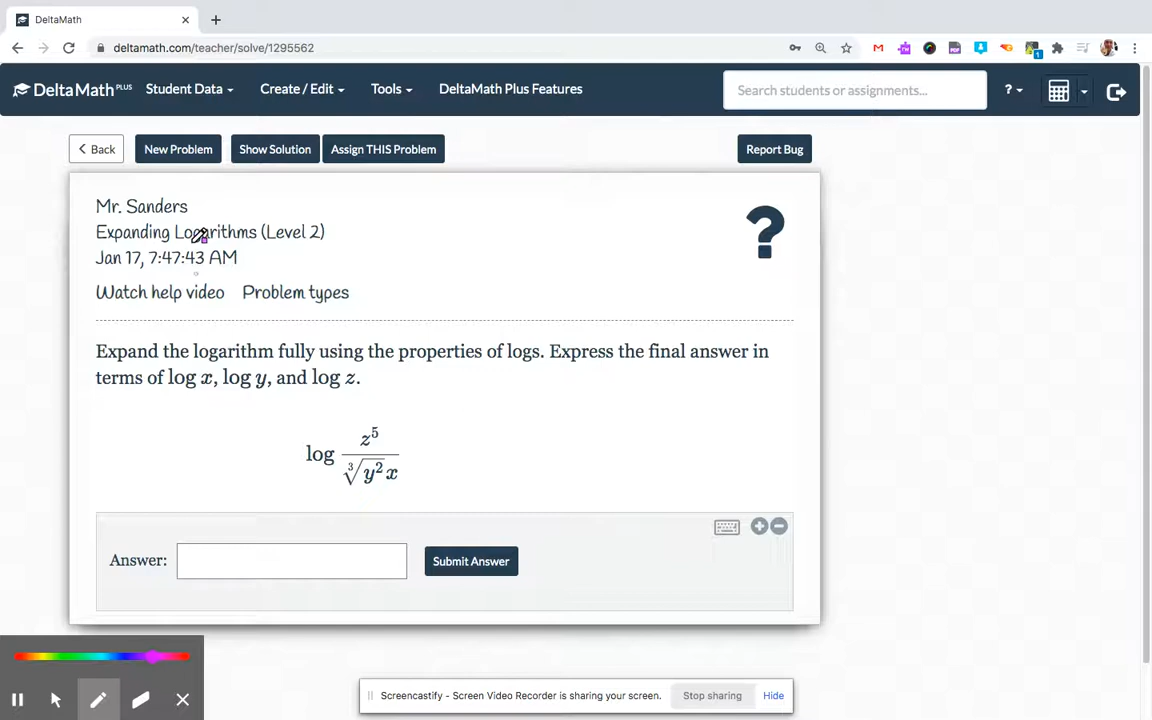 DeltaMath
deltamath.com/teacher/solve/1295562
DeltaMath PLUS Student Data Create / Edit Tools DeltaMath Plus Features Search students or assignments... ?
Back New Problem Show Solution Assign THIS Problem Report Bug
Mr. Sanders
Expanding Logarithms (Level 2)
Jan 17, 7:47:43 AM
?
Watch help video Problem types
Expand the logarithm fully using the properties of logs. Express the final answer in
terms of log x, log y, and log z.
log z⁵ / ∛y² x
Answer: Submit Answer
Screencastify - Screen Video Recorder is sharing your screen. Stop sharing Hide